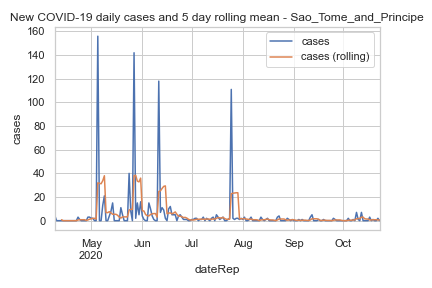 New COVID-19 daily cases and 5 day rolling mean - Sao_Tome_and_Principe
160
140
120
100
80
60
40
20
0
cases
cases
cases (rolling)
May
2020
Jun
Jul
Aug
Sep
Oct
dateRep